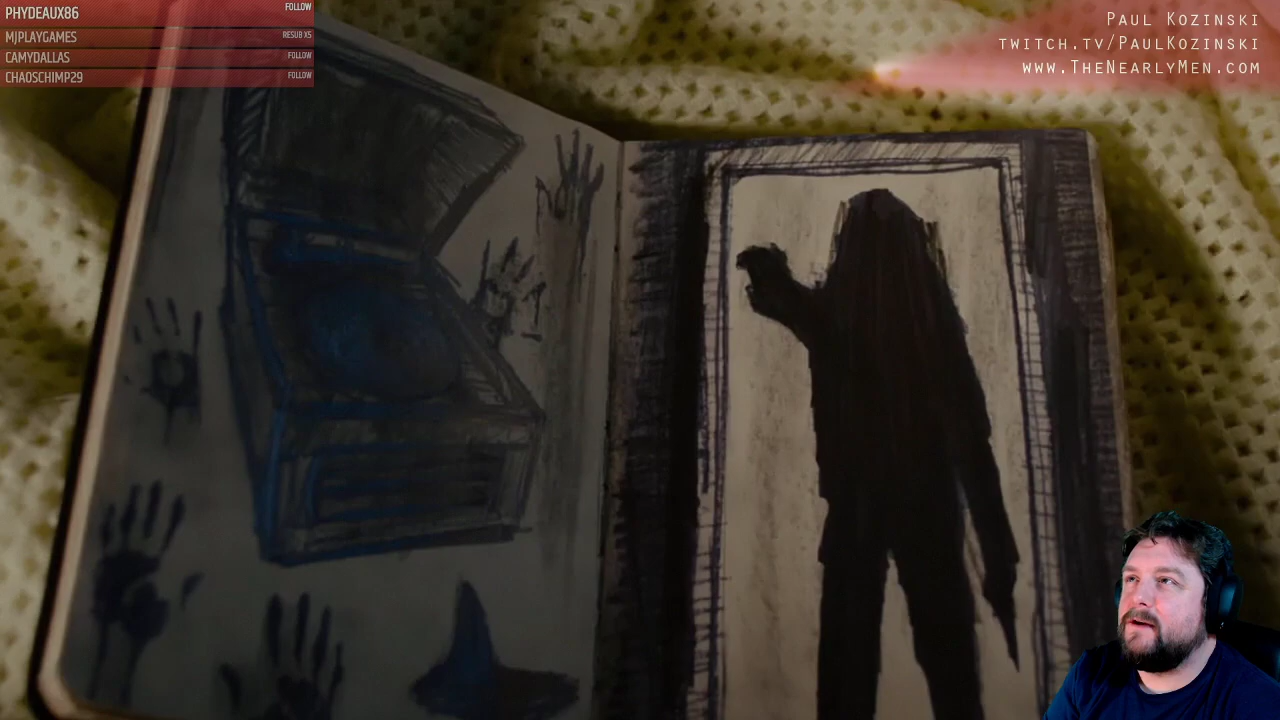 PHYDEAUX86 FOLLOW
MJPLAYGAMES RESUB X5
CAMYDALLAS FOLLOW
CHAOSCHIMP29 FOLLOW
Paul Kozinski
twitch.tv/PaulKozinski
www.TheNearlyMen.com